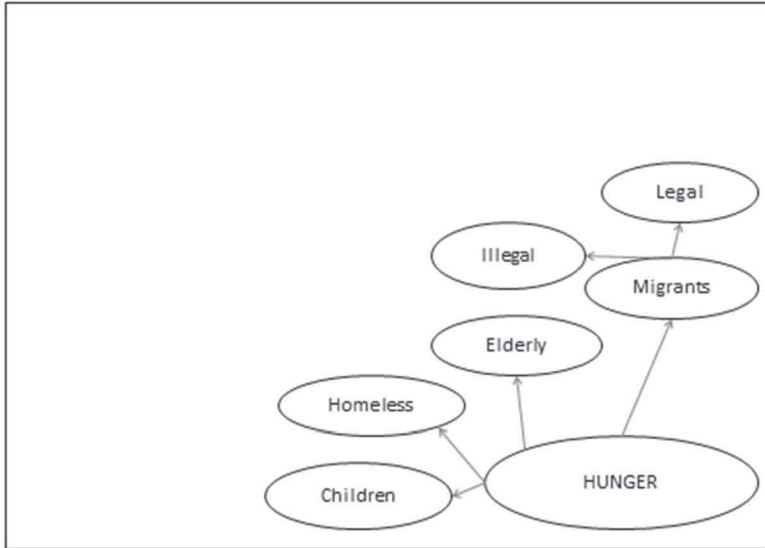 Legal
Illegal
Migrants
Elderly
Homeless
HUNGER
Children